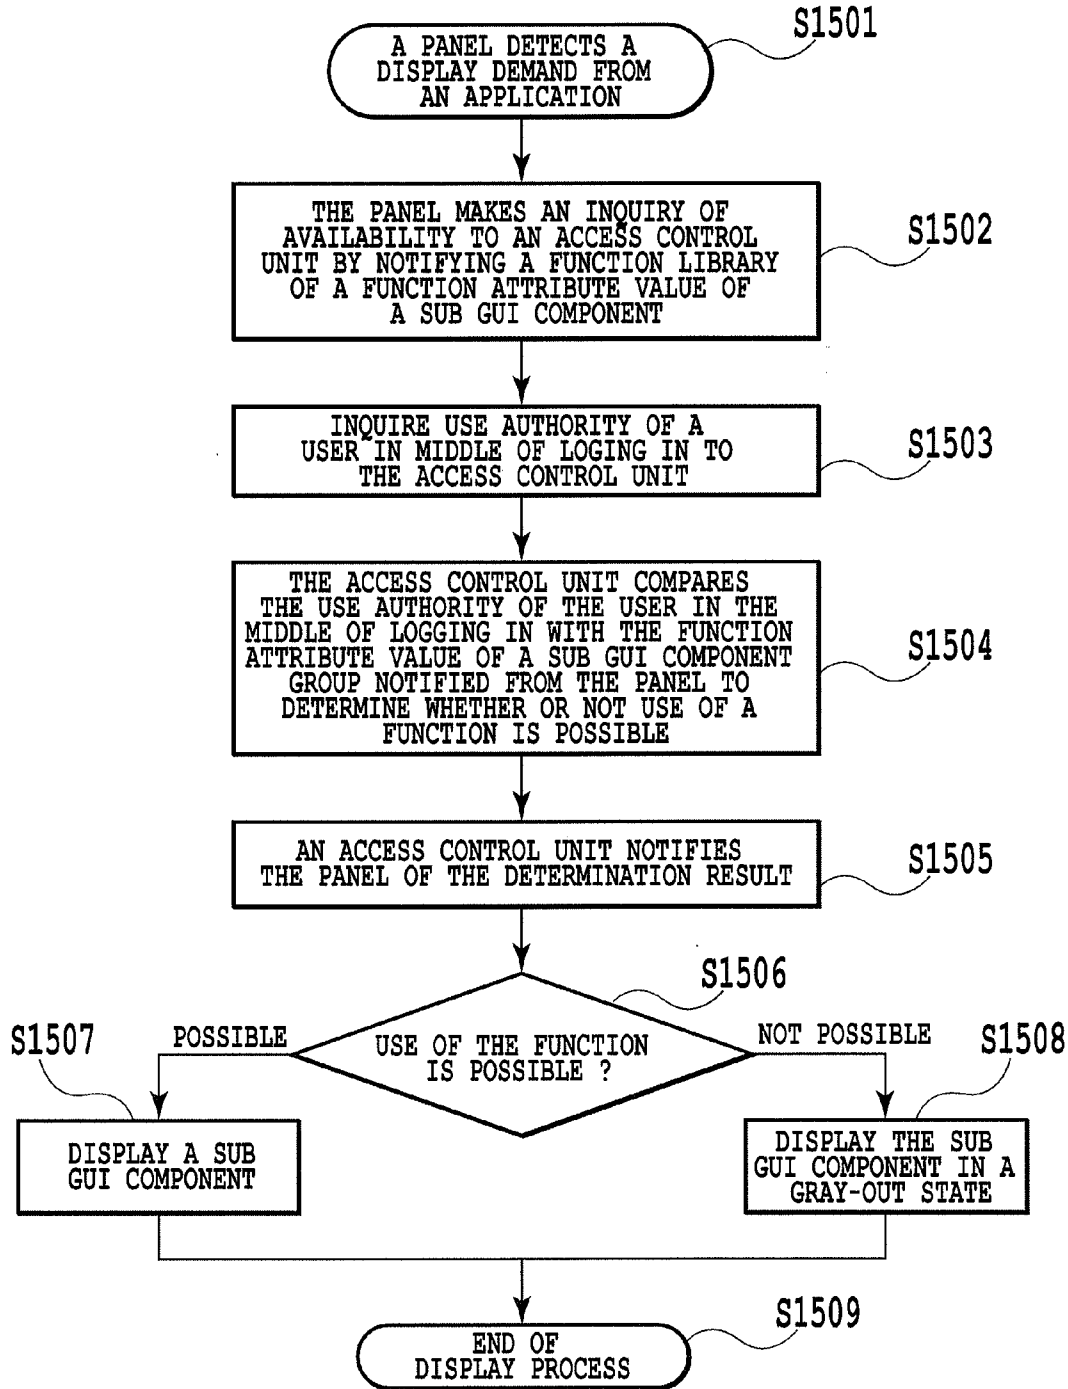 S1501
A PANEL DETECTS A
DISPLAY DEMAND FROM
AN APPLICATION
S1502
THE PANEL MAKES AN INQUIRY OF
AVAILABILITY TO AN ACCESS CONTROL
UNIT BY NOTIFYING A FUNCTION LIBRARY
OF A FUNCTION ATTRIBUTE VALUE OF
A SUB GUI COMPONENT
S1503
INQUIRE USE AUTHORITY OF A
USER IN MIDDLE OF LOGING IN TO
THE ACCESS CONTROL UNIT
S1504
THE ACCESS CONTROL UNIT COMPARES
THE USE AUTHORITY OF THE USER IN THE
MIDDLE OF LOGGING IN WITH THE FUNCTION
ATTRIBUTE VALUE OF A SUB GUI COMPONENT
GROUP NOTIFIED FROM THE PANEL TO
DETERMINE WHETHER OR NOT USE OF A
FUNCTION IS POSSIBLE
S1505
AN ACCESS CONTROL UNIT NOTIFIES
THE PANEL OF THE DETERMINATION RESULT
S1506
USE OF THE FUNCTION
IS POSSIBLE ?
POSSIBLE
NOT POSSIBLE
S1507
DISPLAY A SUB
GUI COMPONENT
S1508
DISPLAY THE SUB
GUI COMPONENT IN A
GRAY-OUT STATE
S1509
END OF
DISPLAY PROCESS